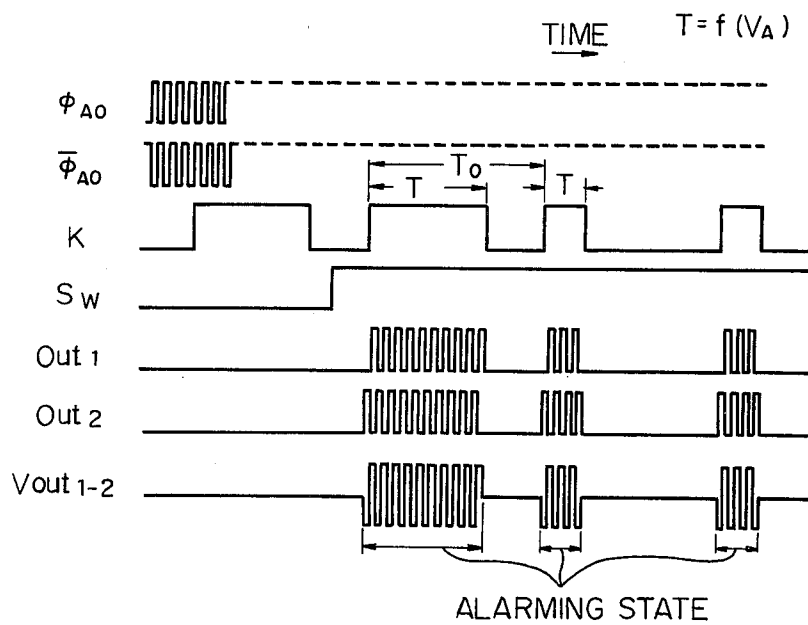 TIME T = f (VA)
φA0
φ̅A0
T0
T T
K
SW
Out 1
Out 2
Vout 1-2
ALARMING STATE